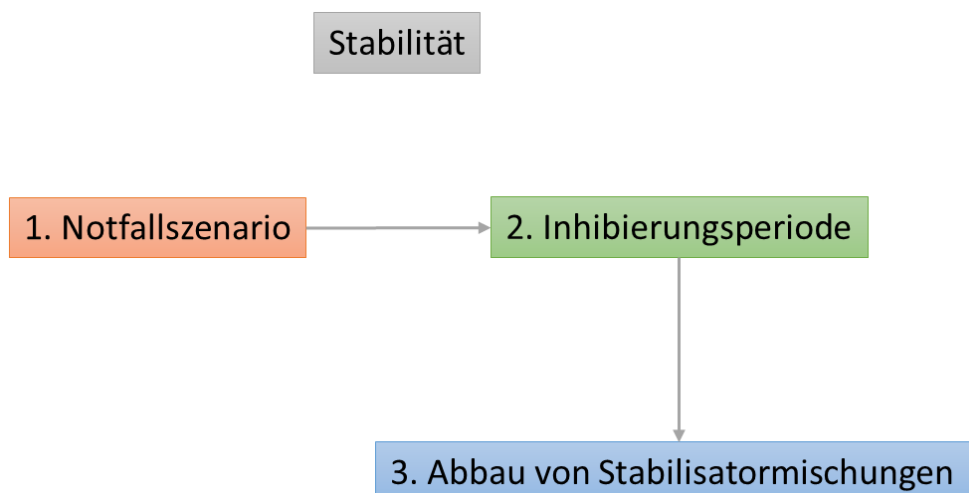 Stabilität
1. Notfallszenario
2. Inhibierungsperiode
3. Abbau von Stabilisatormischungen